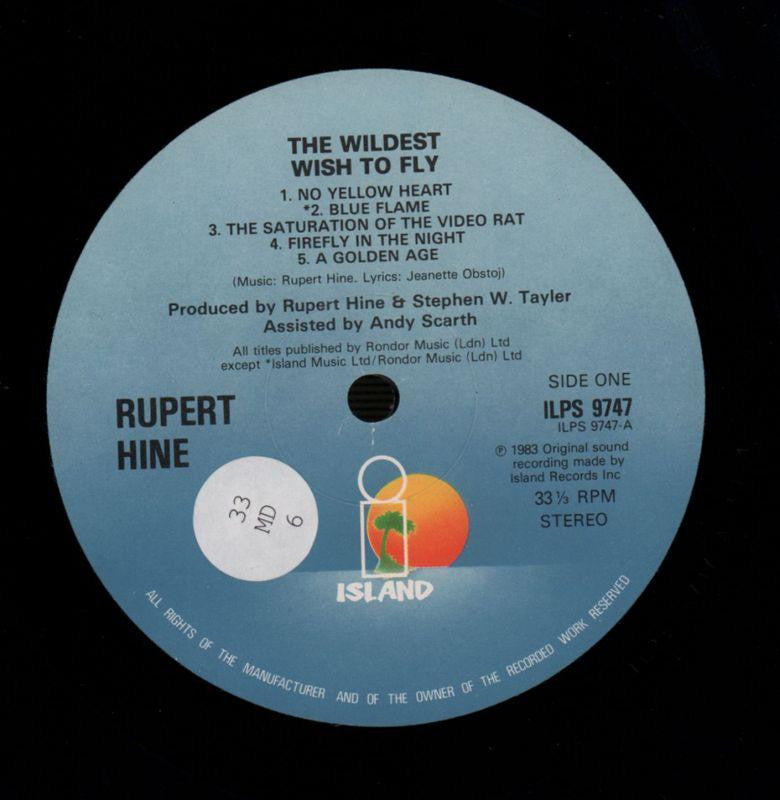 THE WILDEST
WISH TO FLY
1. NO YELLOW HEART
*2. BLUE FLAME
3. THE SATURATION OF THE VIDEO RAT
4. FIREFLY IN THE NIGHT
5. A GOLDEN AGE
(Music: Rupert Hine. Lyrics: Jeanette Obstoj)
Produced by Rupert Hine & Stephen W. Tayler
Assisted by Andy Scarth
All titles published by Rondor Music (Ldn) Ltd
except *Island Music Ltd/Rondor Music (Ldn) Ltd
RUPERT
HINE
SIDE ONE
ILPS 9747
ILPS 9747-A
℗ 1983 Original sound
recording made by
Island Records Inc
33⅓ RPM
STEREO
33
MD
6
ISLAND
ALL RIGHTS OF THE MANUFACTURER AND OF THE OWNER OF THE RECORDED WORK RESERVED